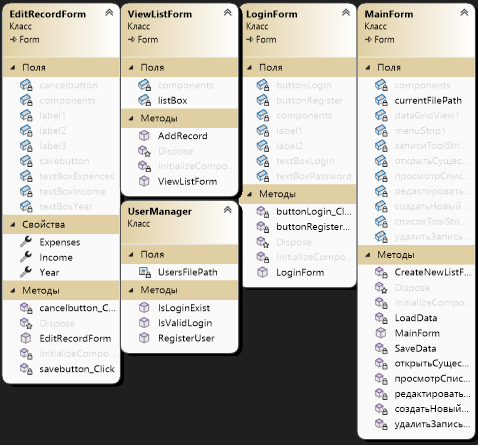 EditRecordForm
Класс
Form
Поля
cancelbutton
components
label1
label2
label3
savebutton
textBoxExpences
textBoxIncome
textBoxYear
Свойства
Expenses
Income
Year
Методы
cancelbutton_C...
Dispose
EditRecordForm
InitializeCompo...
savebutton_Click
ViewListForm
Класс
Form
Поля
components
listBox
Методы
AddRecord
Dispose
InitializeCompo...
ViewListForm
UserManager
Класс
Поля
UsersFilePath
Методы
IsLoginExist
IsValidLogin
RegisterUser
LoginForm
Класс
Form
Поля
buttonLogin
buttonRegister
components
label1
label2
textBoxLogin
textBoxPassword
Методы
buttonLogin_Cl...
buttonRegister...
Dispose
InitializeCompo...
LoginForm
MainForm
Класс
Form
Поля
components
currentFilePath
dataGridView1
menuStrip1
записиToolStri...
открытьСущес...
просмотрСпис...
редактировать...
создатьНовый...
списокToolStri...
удалитьЗапись...
Методы
CreateNewListF...
Dispose
InitializeCompo...
LoadData
MainForm
SaveData
открытьСущес...
просмотрСпис...
редактировать...
создатьНовый...
удалитьЗапись...